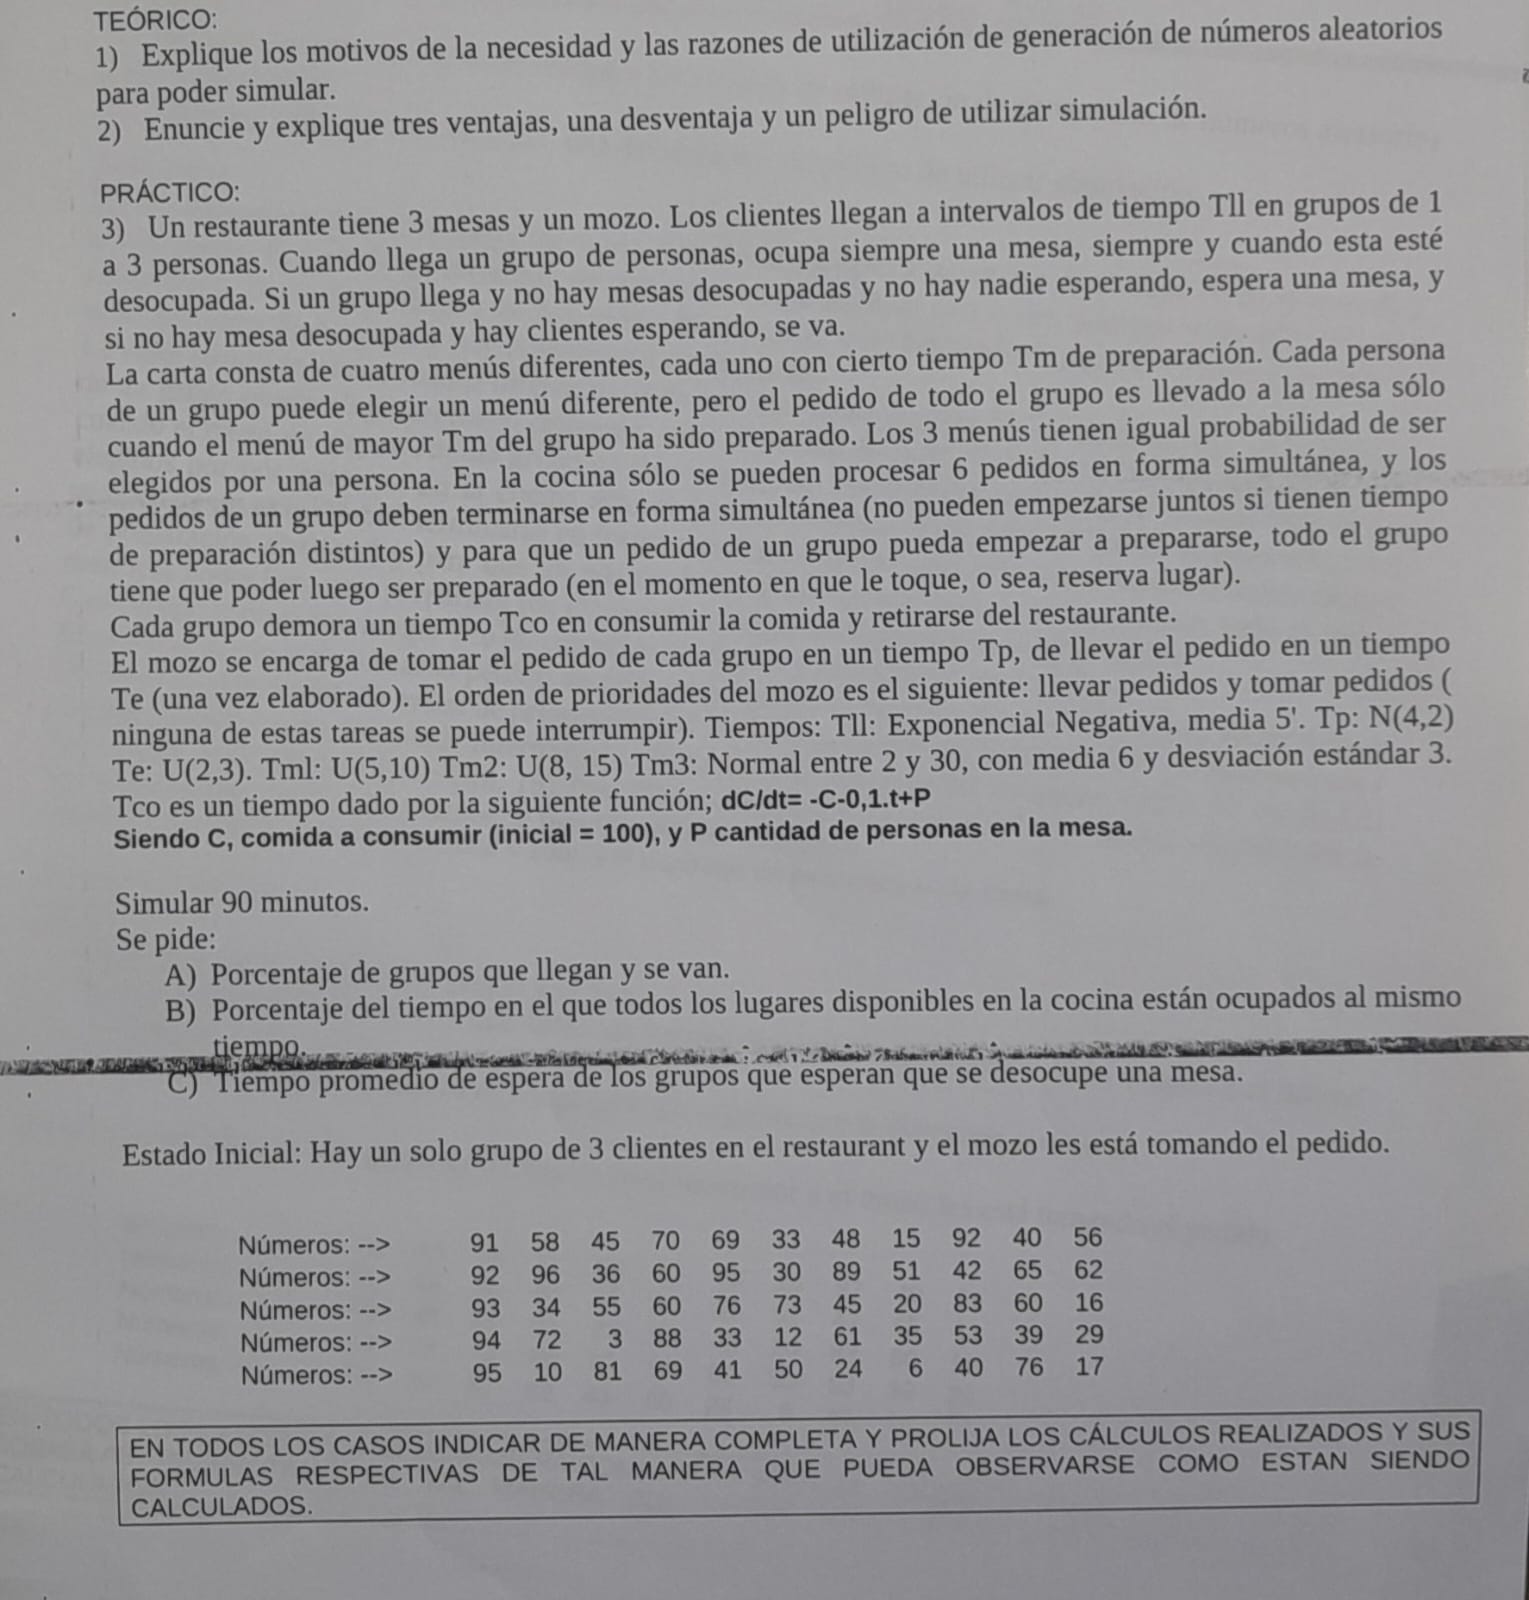 TEÓRICO:
1) Explique los motivos de la necesidad y las razones de utilización de generación de números aleatorios
para poder simular.
2) Enuncie y explique tres ventajas, una desventaja y un peligro de utilizar simulación.
PRÁCTICO:
3) Un restaurante tiene 3 mesas y un mozo. Los clientes llegan a intervalos de tiempo Tll en grupos de 1
a 3 personas. Cuando llega un grupo de personas, ocupa siempre una mesa, siempre y cuando esta esté
desocupada. Si un grupo llega y no hay mesas desocupadas y no hay nadie esperando, espera una mesa, y
si no hay mesa desocupada y hay clientes esperando, se va.
La carta consta de cuatro menús diferentes, cada uno con cierto tiempo Tm de preparación. Cada persona
de un grupo puede elegir un menú diferente, pero el pedido de todo el grupo es llevado a la mesa sólo
cuando el menú de mayor Tm del grupo ha sido preparado. Los 3 menús tienen igual probabilidad de ser
elegidos por una persona. En la cocina sólo se pueden procesar 6 pedidos en forma simultánea, y los
pedidos de un grupo deben terminarse en forma simultánea (no pueden empezarse juntos si tienen tiempo
de preparación distintos) y para que un pedido de un grupo pueda empezar a prepararse, todo el grupo
tiene que poder luego ser preparado (en el momento en que le toque, o sea, reserva lugar).
Cada grupo demora un tiempo Tco en consumir la comida y retirarse del restaurante.
El mozo se encarga de tomar el pedido de cada grupo en un tiempo Tp, de llevar el pedido en un tiempo
Te (una vez elaborado). El orden de prioridades del mozo es el siguiente: llevar pedidos y tomar pedidos (
ninguna de estas tareas se puede interrumpir). Tiempos: Tll: Exponencial Negativa, media 5'. Tp: N(4,2)
Te: U(2,3). Tml: U(5,10) Tm2: U(8, 15) Tm3: Normal entre 2 y 30, con media 6 y desviación estándar 3.
Tco es un tiempo dado por la siguiente función; dC/dt= -C-0,1.t+P
Siendo C, comida a consumir (inicial = 100), y P cantidad de personas en la mesa.
Simular 90 minutos.
Se pide:
A) Porcentaje de grupos que llegan y se van.
B) Porcentaje del tiempo en el que todos los lugares disponibles en la cocina están ocupados al mismo
tiempo.
C) Tiempo promedio de espera de los grupos que esperan que se desocupe una mesa.
Estado Inicial: Hay un solo grupo de 3 clientes en el restaurant y el mozo les está tomando el pedido.
Números: --> 91 58 45 70 69 33 48 15 92 40 56
Números: --> 92 96 36 60 95 30 89 51 42 65 62
Números: --> 93 34 55 60 76 73 45 20 83 60 16
Números: --> 94 72 3 88 33 12 61 35 53 39 29
Números: --> 95 10 81 69 41 50 24 6 40 76 17
EN TODOS LOS CASOS INDICAR DE MANERA COMPLETA Y PROLIJA LOS CÁLCULOS REALIZADOS Y SUS
FORMULAS RESPECTIVAS DE TAL MANERA QUE PUEDA OBSERVARSE COMO ESTAN SIENDO
CALCULADOS.